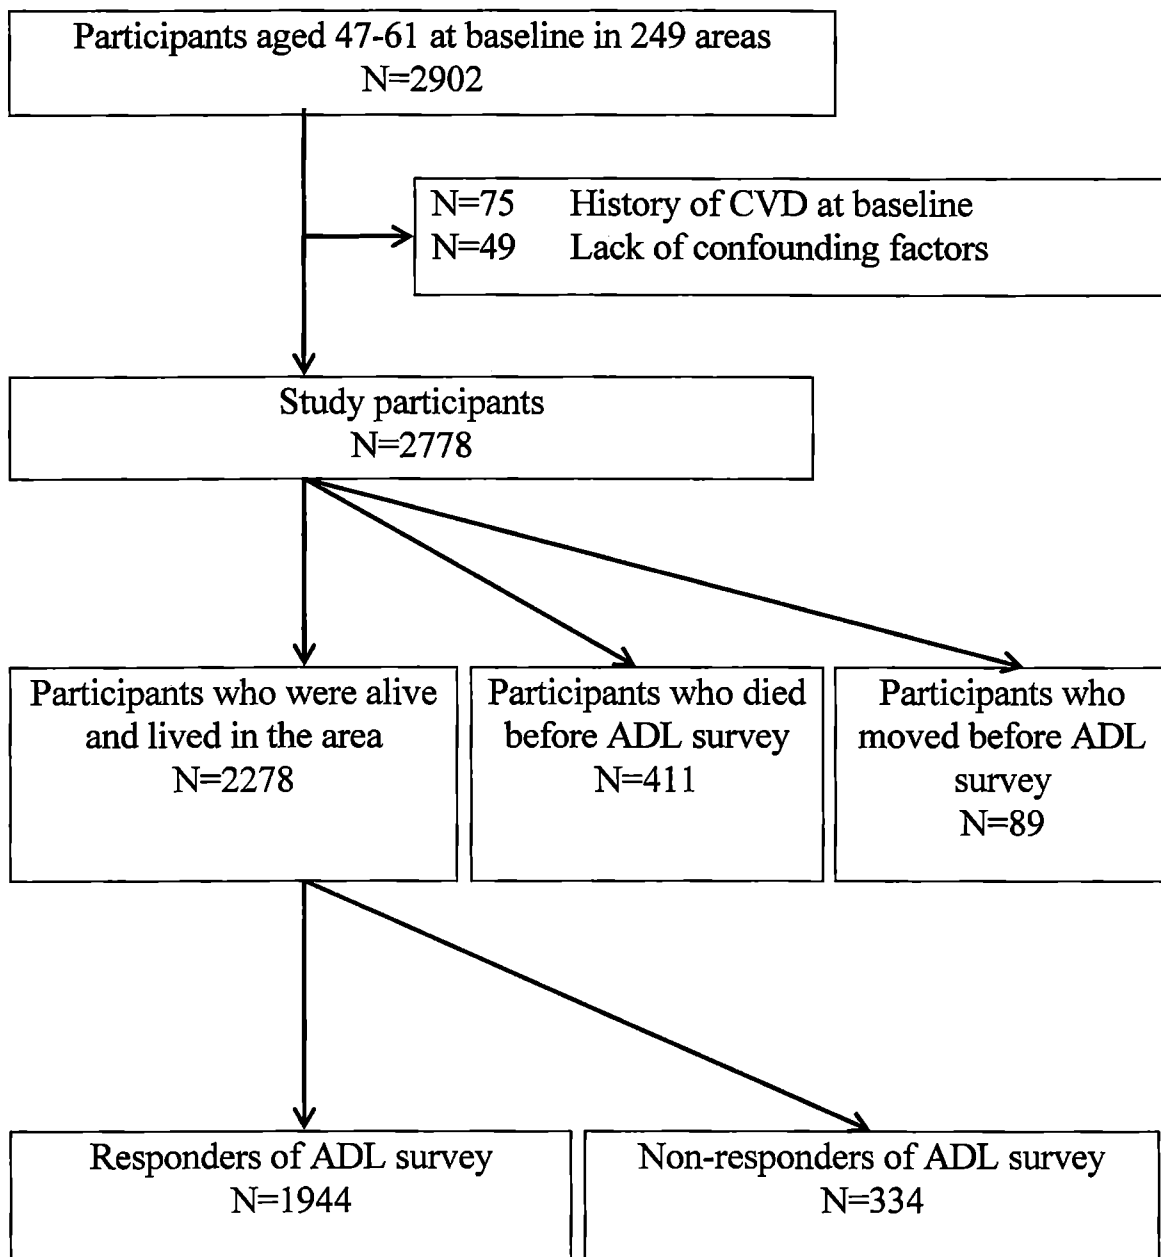 Participants aged 47-61 at baseline in 249 areas
N=2902
N=75 History of CVD at baseline
N=49 Lack of confounding factors
Study participants
N=2778
Participants who were alive
and lived in the area
N=2278
Participants who died
before ADL survey
N=411
Participants who
moved before ADL
survey
N=89
Responders of ADL survey
N=1944
Non-responders of ADL survey
N=334